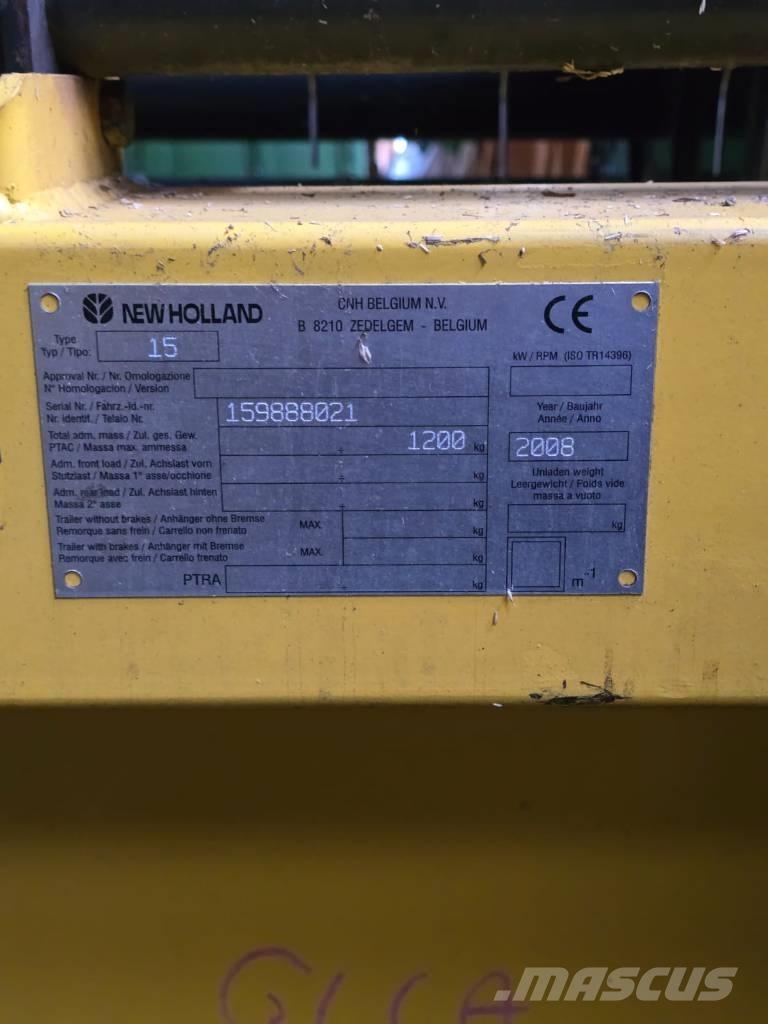 NEW HOLLAND
CNH BELGIUM N.V.
B 8210 ZEDELGEM - BELGIUM
CE
Type
Typ / Tipo:
15
kW / RPM (ISO TR14396)
Approval Nr. / Nr. Omologazione
N° Homologacion / Version
Serial Nr. / Fahrz.-Id.-nr.
Nr. identif. / Telaio Nr.
159888021
Year / Baujahr
Année / Anno
2008
Total adm. mass / Zul. ges. Gew.
PTAC / Massa max. ammessa
÷ 1200 kg
Adm. front load / Zul. Achslast vorn
Stutzlast / Massa 1° asse/occhione
÷ kg
Unladen weight
Leergewicht / Poids vide
massa a vuoto
kg
Adm. rear load / Zul. Achslast hinten
Massa 2° asse
÷ kg
Trailer without brakes / Anhänger ohne Bremse
Remorque sans frein / Carrello non frenato
MAX. kg
Trailer with brakes / Anhänger mit Bremse
Remorque avec frein / Carrello frenato
MAX. kg
PTRA ÷ kg
m⁻¹
.MASCUS